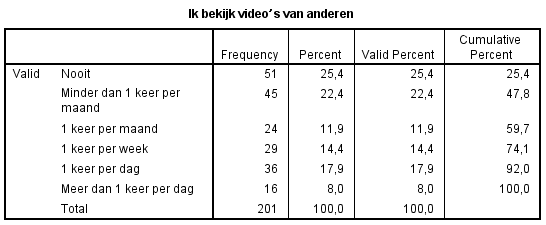 Ik bekijk video's van anderen
Frequency Percent Valid Percent Cumulative Percent
Valid Nooit 51 25,4 25,4 25,4
Minder dan 1 keer per maand 45 22,4 22,4 47,8
1 keer per maand 24 11,9 11,9 59,7
1 keer per week 29 14,4 14,4 74,1
1 keer per dag 36 17,9 17,9 92,0
Meer dan 1 keer per dag 16 8,0 8,0 100,0
Total 201 100,0 100,0